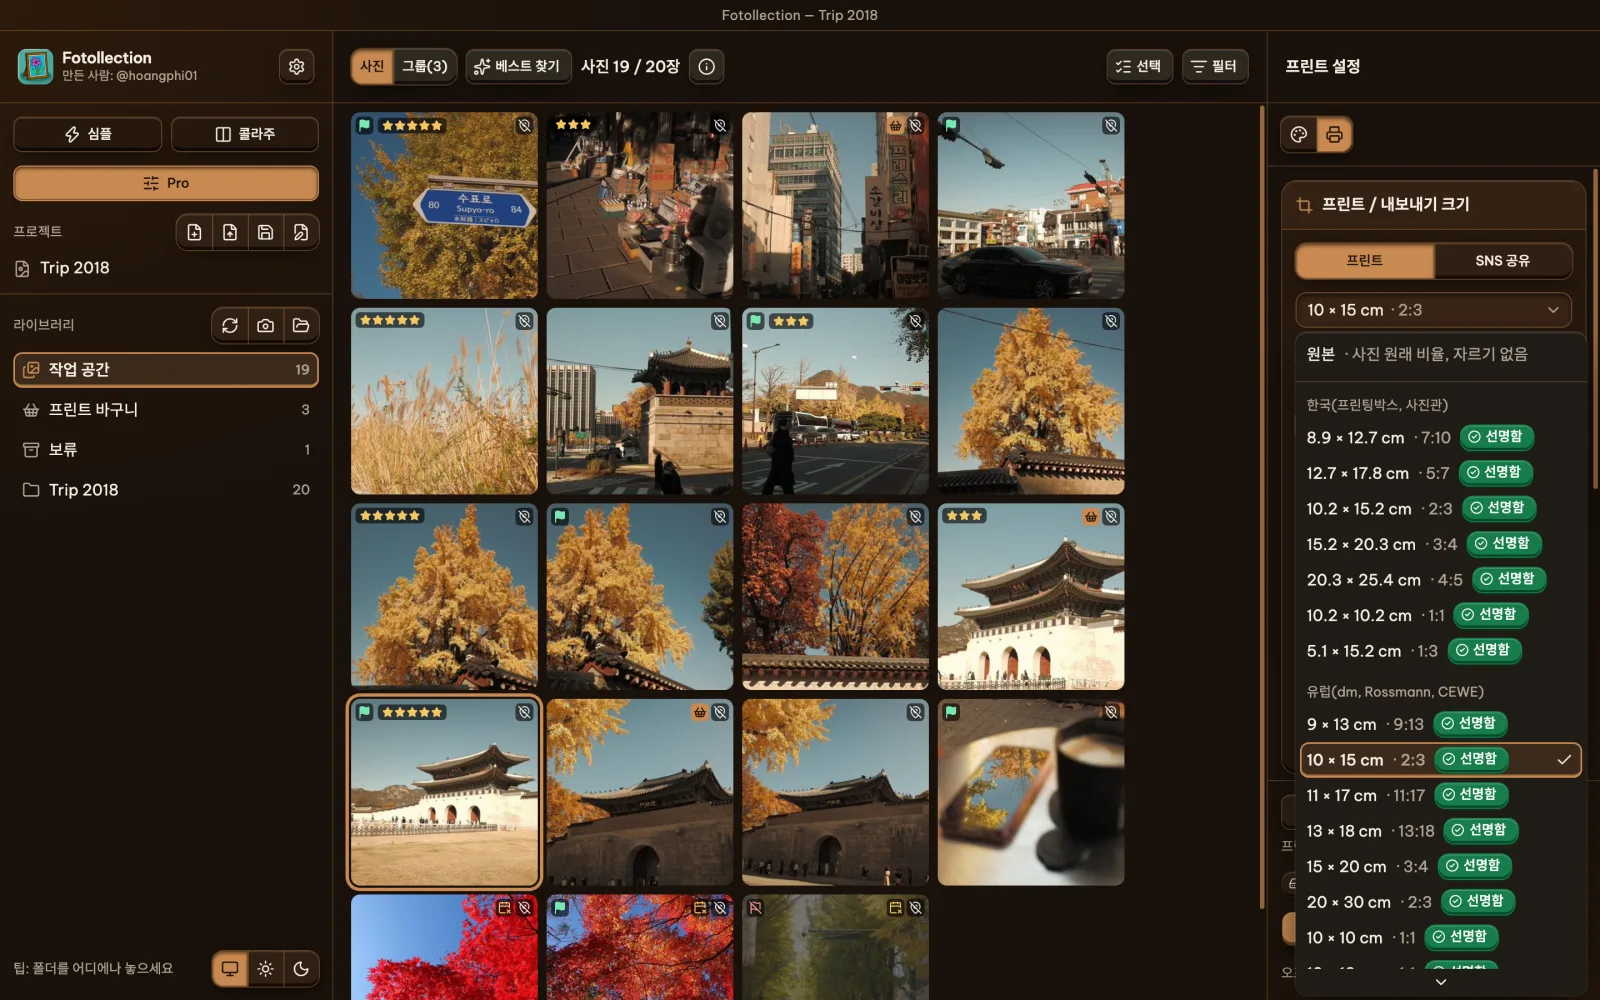 Fotollection — Trip 2018
Fotollection
만든 사람: @hoangphi01
심플
콜라주
Pro
프로젝트
Trip 2018
라이브러리
작업 공간 19
프린트 바구니 3
보류 1
Trip 2018 20
팁: 폴더를 어디에나 놓으세요
사진
그룹(3)
베스트 찾기
사진 19 / 20장
선택
필터
80 수표로 84
Supyo-ro
프린트 설정
프린트 / 내보내기 크기
프린트
SNS 공유
10 × 15 cm · 2:3
원본 · 사진 원래 비율, 자르기 없음
한국(프린팅박스, 사진관)
8.9 × 12.7 cm · 7:10 선명함
12.7 × 17.8 cm · 5:7 선명함
10.2 × 15.2 cm · 2:3 선명함
15.2 × 20.3 cm · 3:4 선명함
20.3 × 25.4 cm · 4:5 선명함
10.2 × 10.2 cm · 1:1 선명함
5.1 × 15.2 cm · 1:3 선명함
유럽(dm, Rossmann, CEWE)
9 × 13 cm · 9:13 선명함
10 × 15 cm · 2:3 선명함
11 × 17 cm · 11:17 선명함
13 × 18 cm · 13:18 선명함
15 × 20 cm · 3:4 선명함
20 × 30 cm · 2:3 선명함
10 × 10 cm · 1:1 선명함